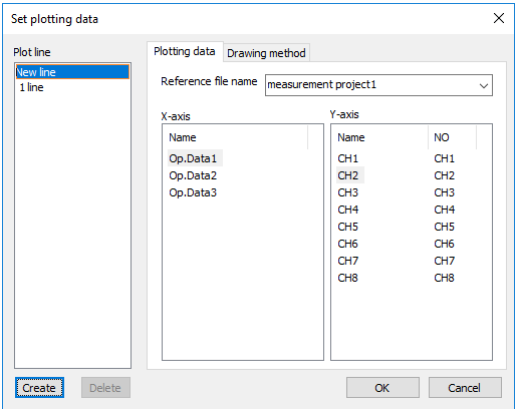 Set plotting data
Plot line
New line
1 line
Plotting data
Drawing method
Reference file name
measurement project1
X-axis
Name
Op.Data1
Op.Data2
Op.Data3
Y-axis
Name NO
CH1 CH1
CH2 CH2
CH3 CH3
CH4 CH4
CH5 CH5
CH6 CH6
CH7 CH7
CH8 CH8
Create
Delete
OK
Cancel